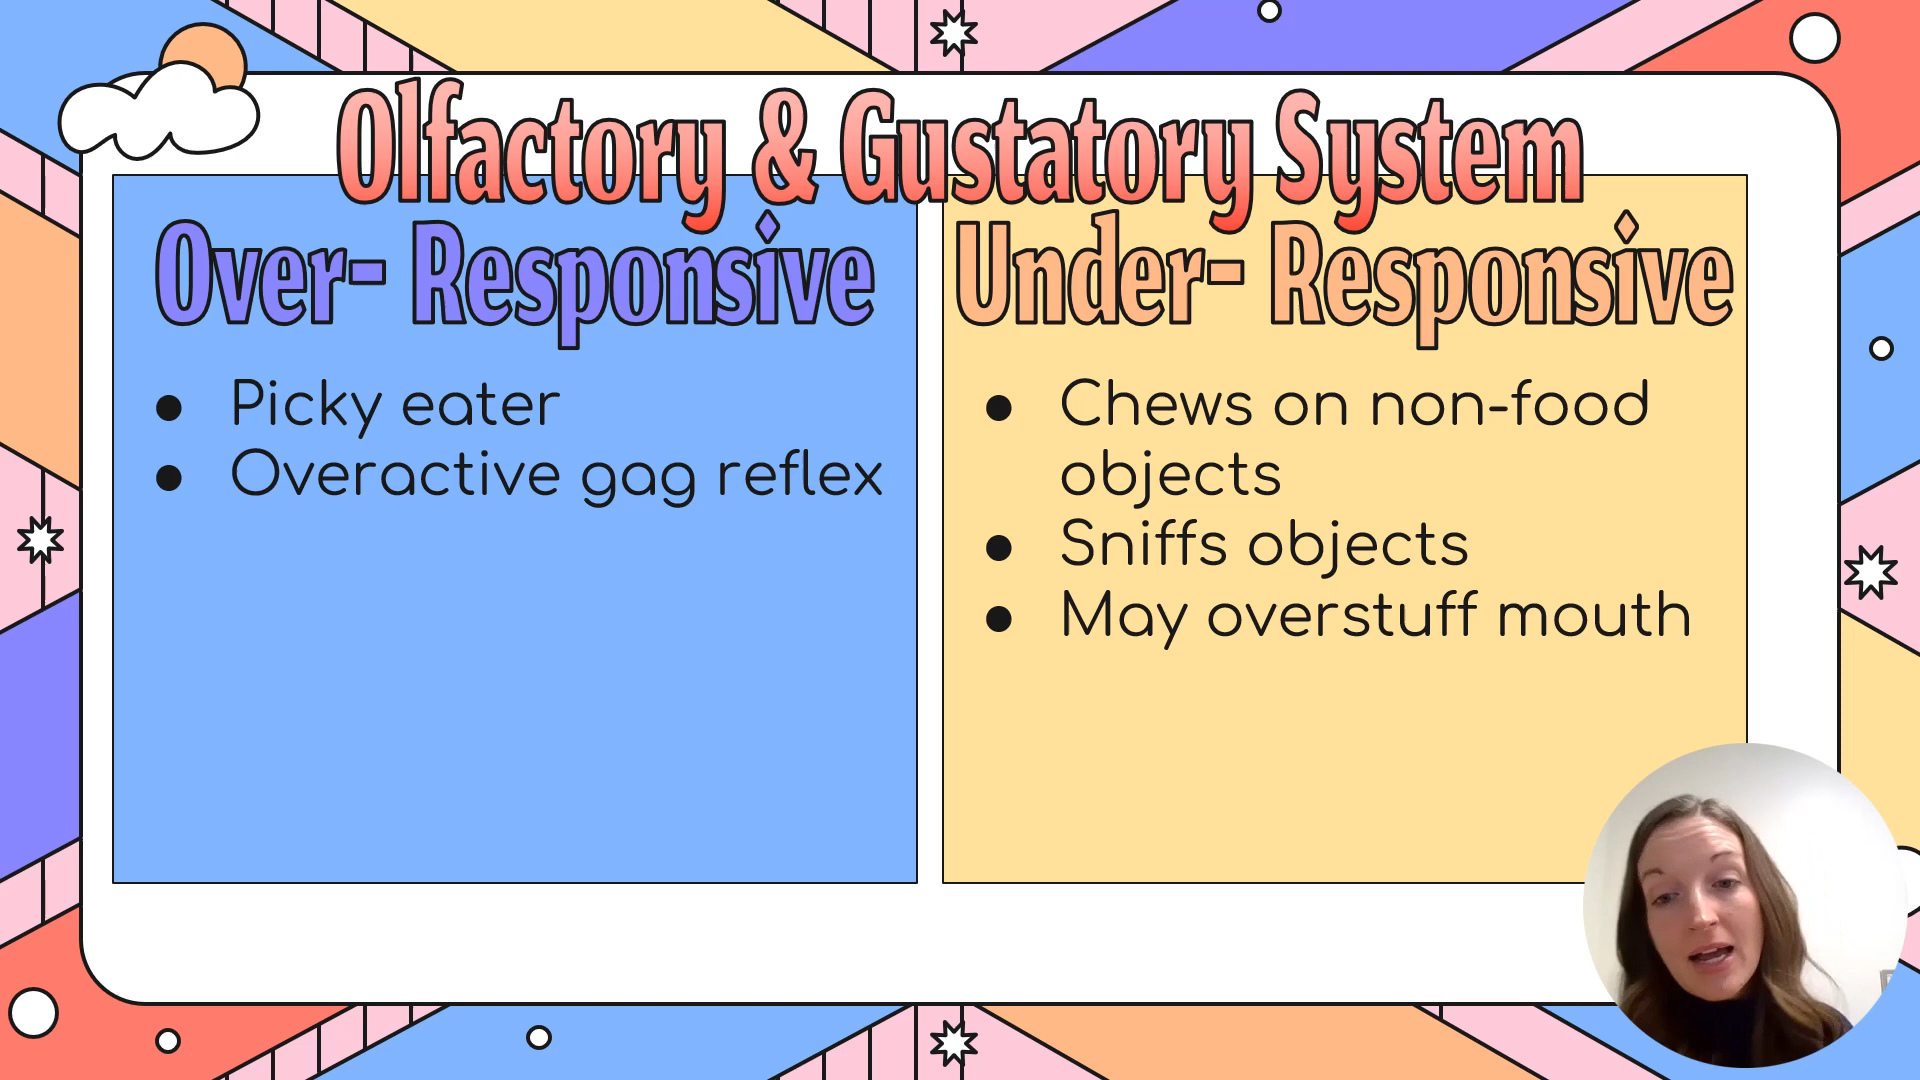 Olfactory & Gustatory System
Over- Responsive
● Picky eater
● Overactive gag reflex
Under- Responsive
● Chews on non-food
objects
● Sniffs objects
● May overstuff mouth